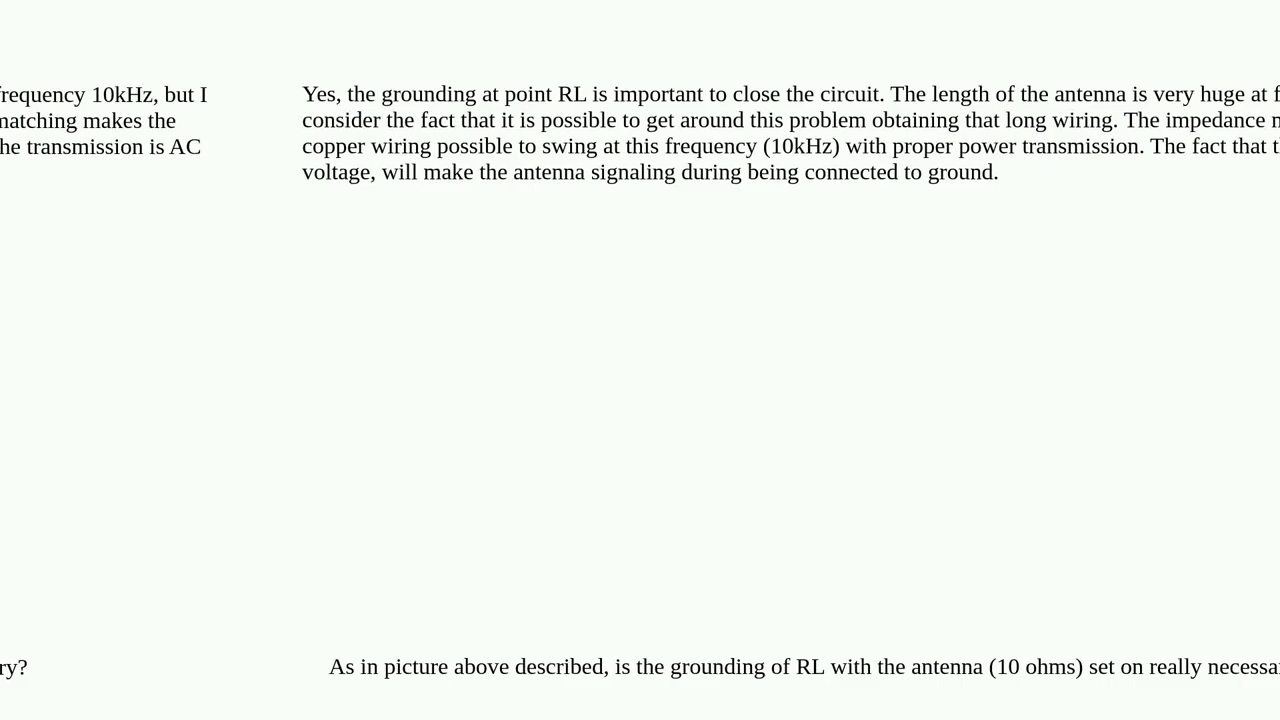 Yes, the grounding at point RL is important to close the circuit. The length of the antenna is very huge at frequency 10kHz, but I
consider the fact that it is possible to get around this problem obtaining that long wiring. The impedance matching makes the
copper wiring possible to swing at this frequency (10kHz) with proper power transmission. The fact that the transmission is AC
voltage, will make the antenna signaling during being connected to ground.
As in picture above described, is the grounding of RL with the antenna (10 ohms) set on really necessary?